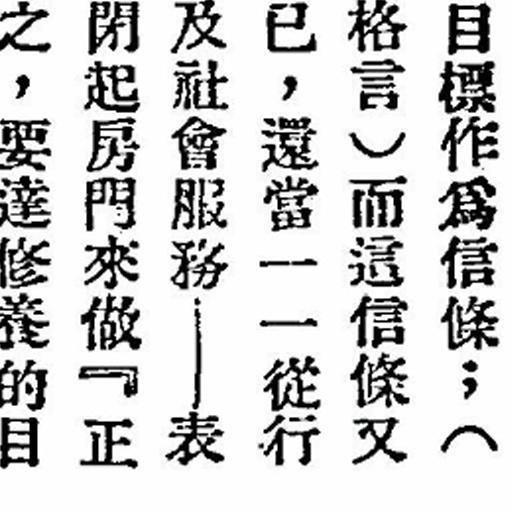 目標作爲信條；（
格言）而這信條又
已，還當一一從行
及社會服務——表
閉起房門來做『正
之，要達修養的目